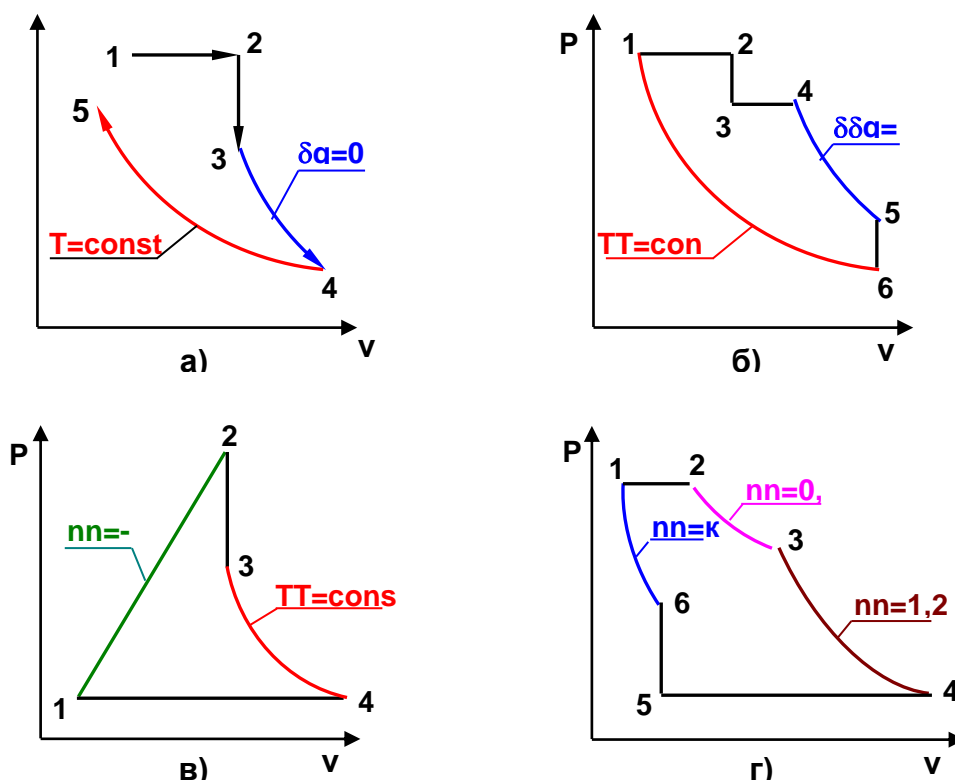 1
2
5
3
δq=0
T=const
4
v
а)
P
1
2
4
3
δδq=
5
TT=con
6
v
б)
P
2
nn=-
3
TT=cons
1
4
v
в)
P
1
2
nn=0,
nn=к
3
6
nn=1,2
5
4
v
г)